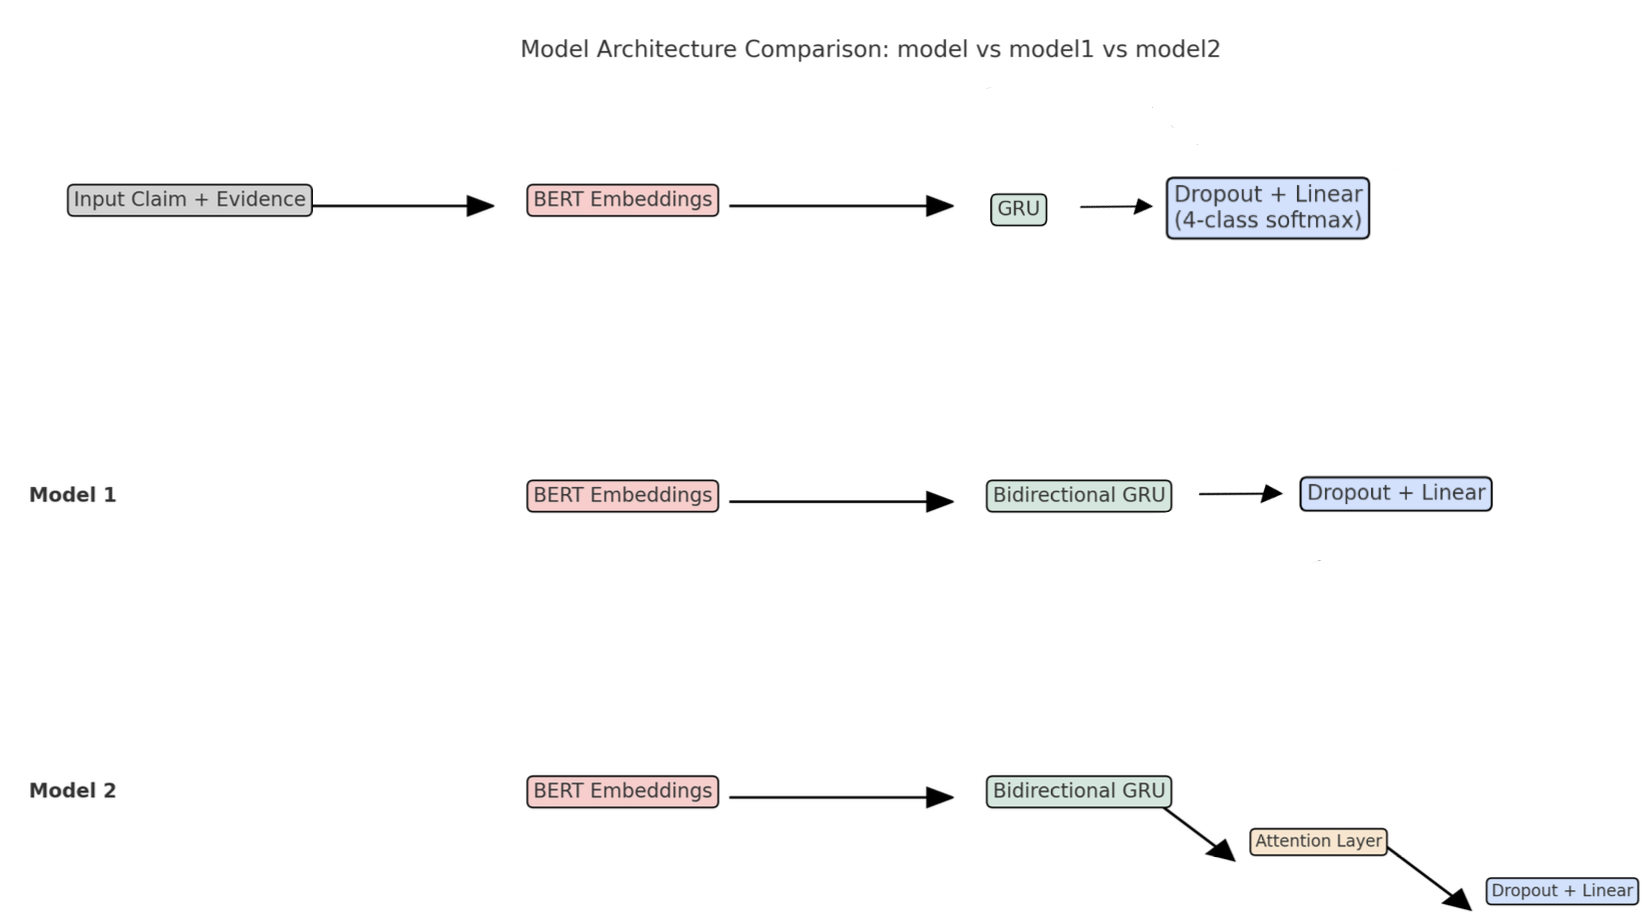 Model Architecture Comparison: model vs model1 vs model2
Input Claim + Evidence
BERT Embeddings
GRU
Dropout + Linear
(4-class softmax)
Model 1
BERT Embeddings
Bidirectional GRU
Dropout + Linear
Model 2
BERT Embeddings
Bidirectional GRU
Attention Layer
Dropout + Linear